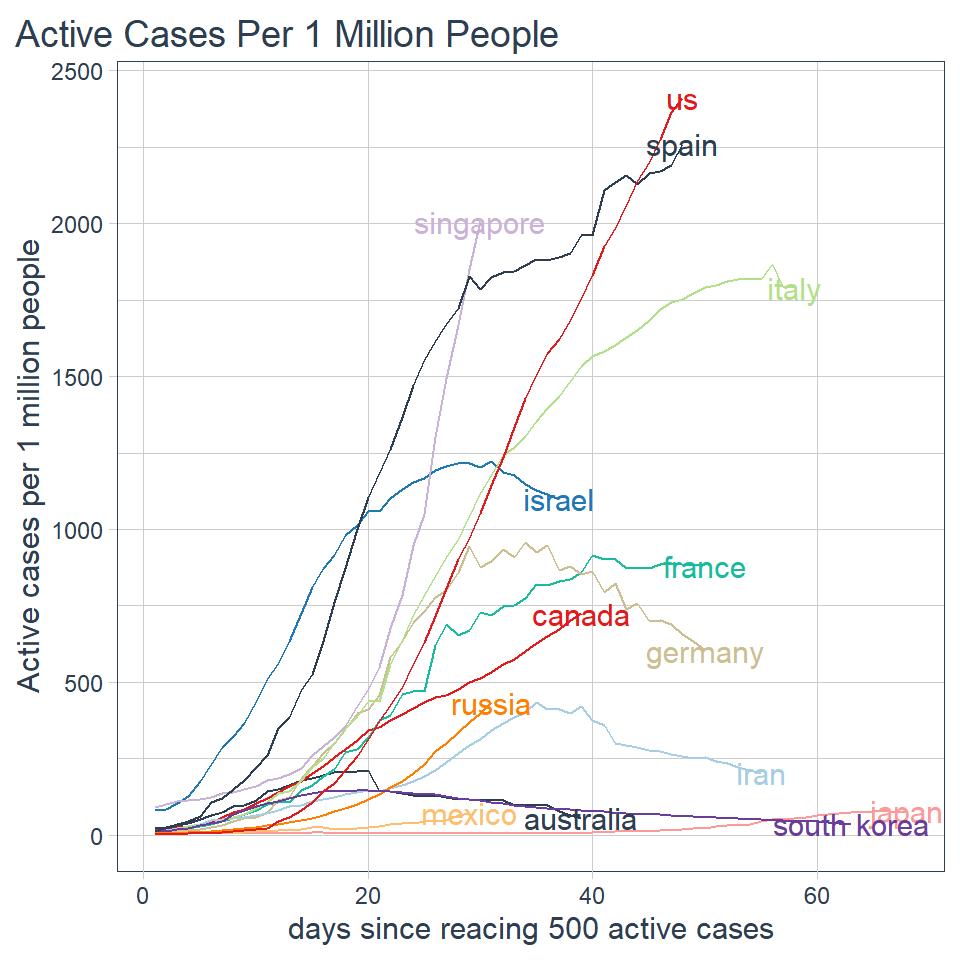 Active Cases Per 1 Million People
Active cases per 1 million people
2500
2000
1500
1000
500
0
us
spain
singapore
italy
israel
france
canada
germany
russia
iran
mexico
australia
japan
south korea
0
20
40
60
days since reacing 500 active cases